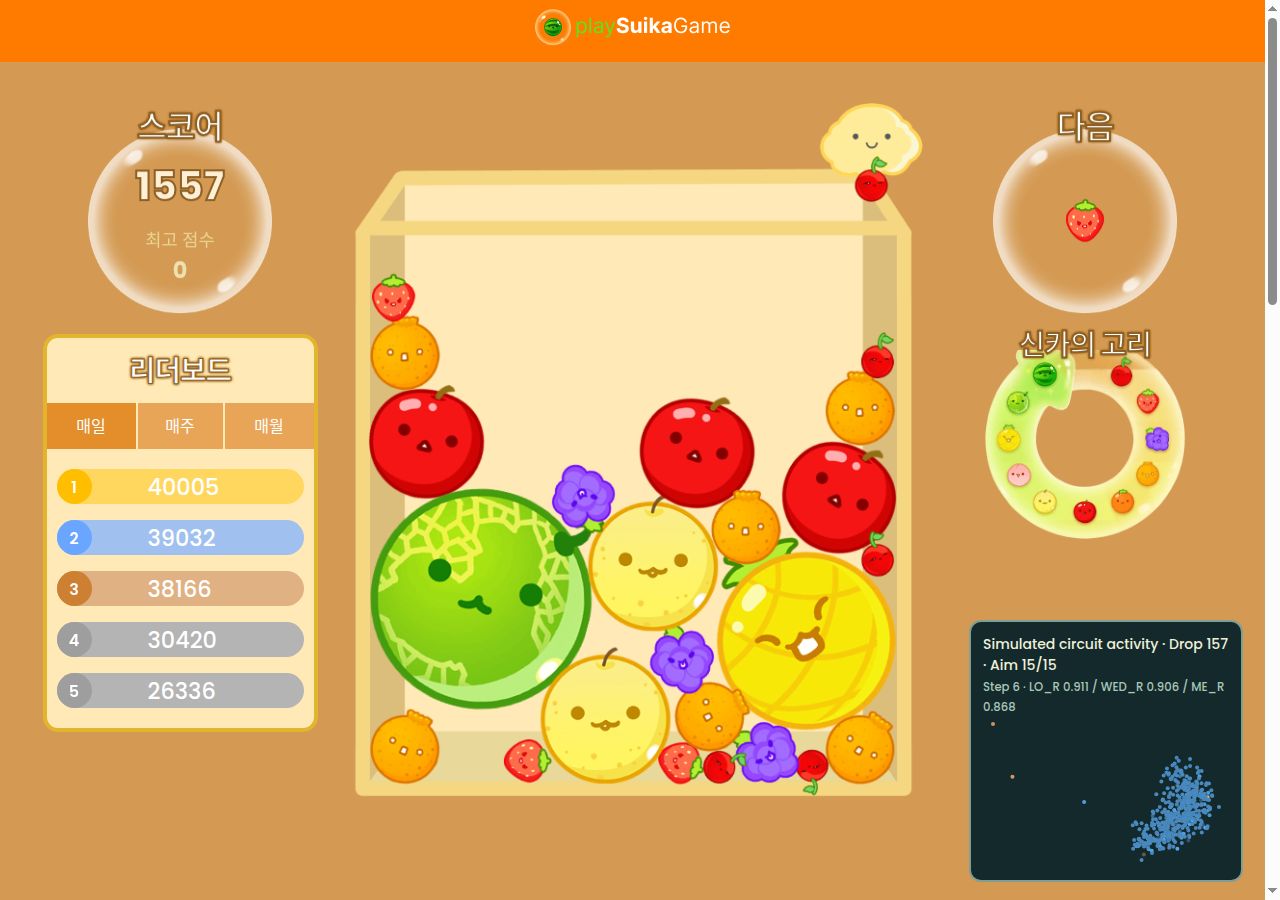 playSuikaGame
스코어
1557
최고 점수
0
다음
리더보드
매일
매주
매월
1
40005
2
39032
3
38166
4
30420
5
26336
신카의 고리
Simulated circuit activity · Drop 157
· Aim 15/15
Step 6 · LO_R 0.911 / WED_R 0.906 / ME_R
0.868